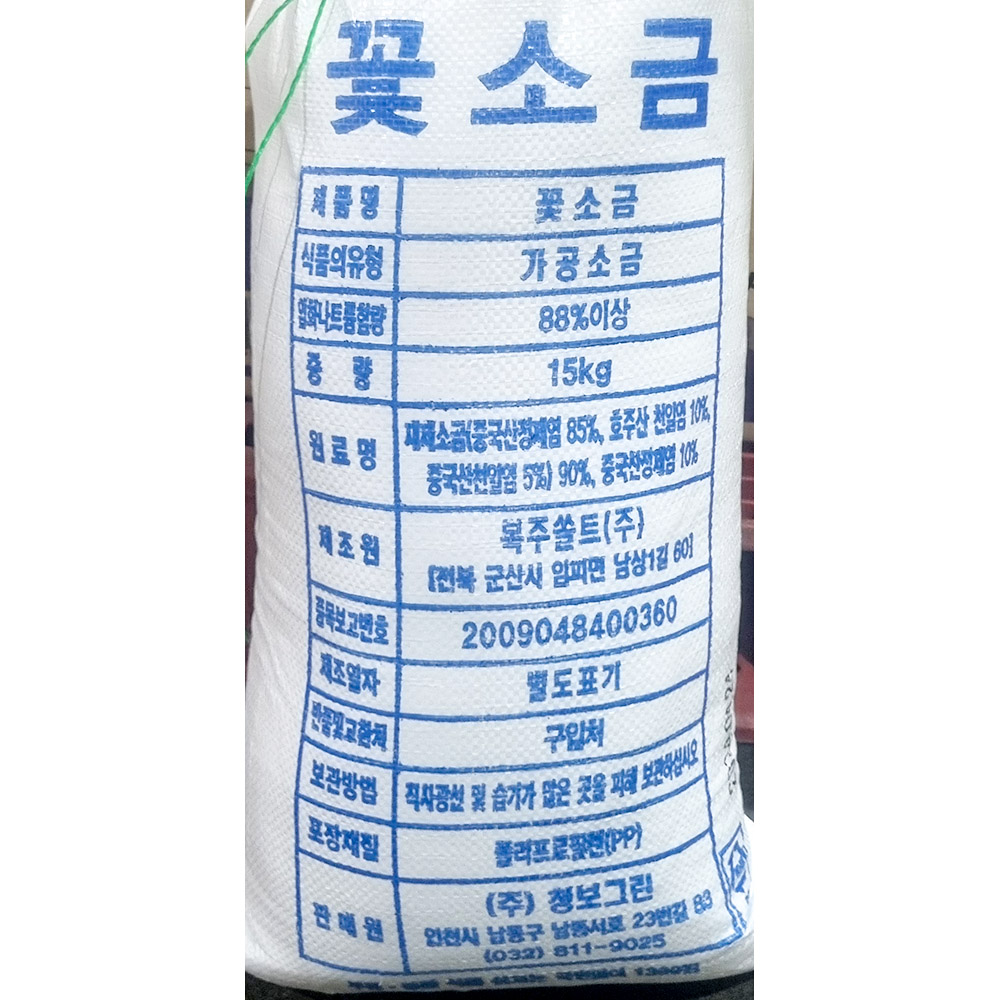 꽃소금
제품명 꽃소금
식품의유형 가공소금
염화나트륨함량 88%이상
중 량 15kg
원료명 재제소금(중국산정제염 85%, 호주산 천일염 10%,
중국산천일염 5%) 90%, 중국산정제염 10%
제조원 복주쏠트(주)
[전북 군산시 임피면 남상1길 60]
품목보고번호 2009048400360
제조일자 별도표기
반품및교환처 구입처
보관방법 직사광선 및 습기가 많은 곳을 피해 보관하십시오
포장재질 폴리프로필렌(PP)
판매원 (주) 청보그린
인천시 남동구 남동서로 23번길 83
(032) 811-9025